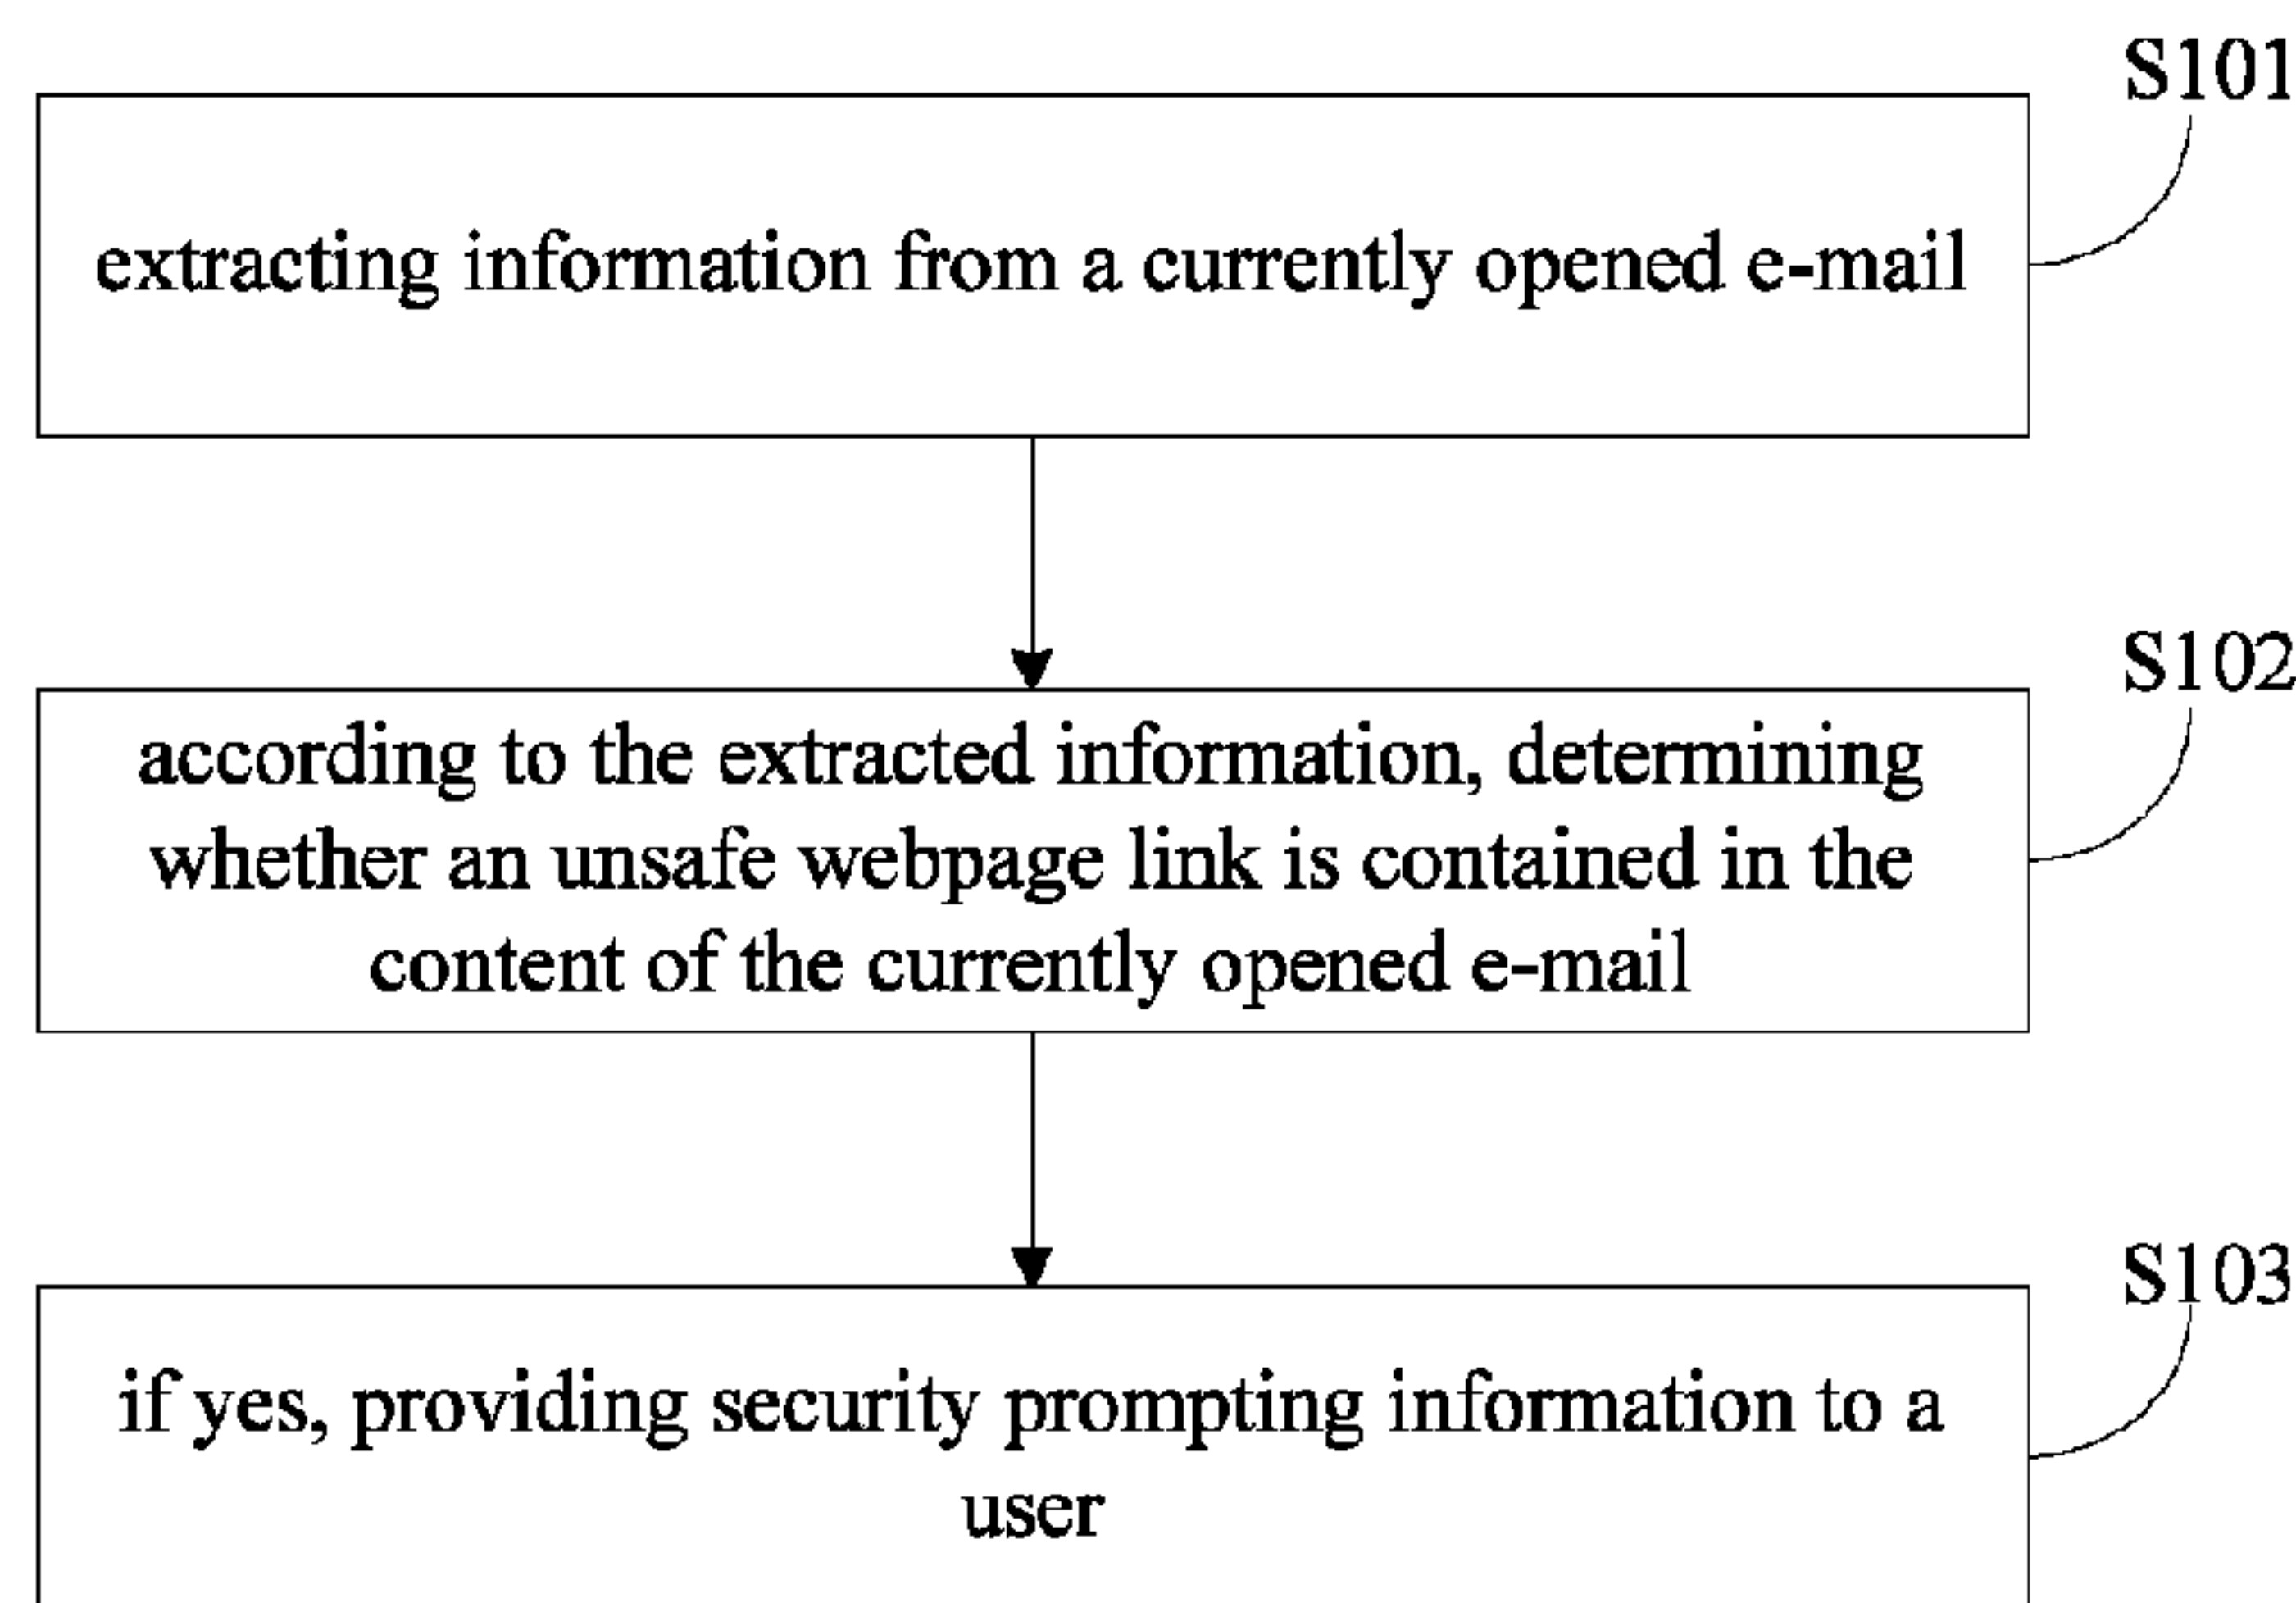 S101
extracting information from a currently opened e-mail
S102
according to the extracted information, determining
whether an unsafe webpage link is contained in the
content of the currently opened e-mail
S103
if yes, providing security prompting information to a
user